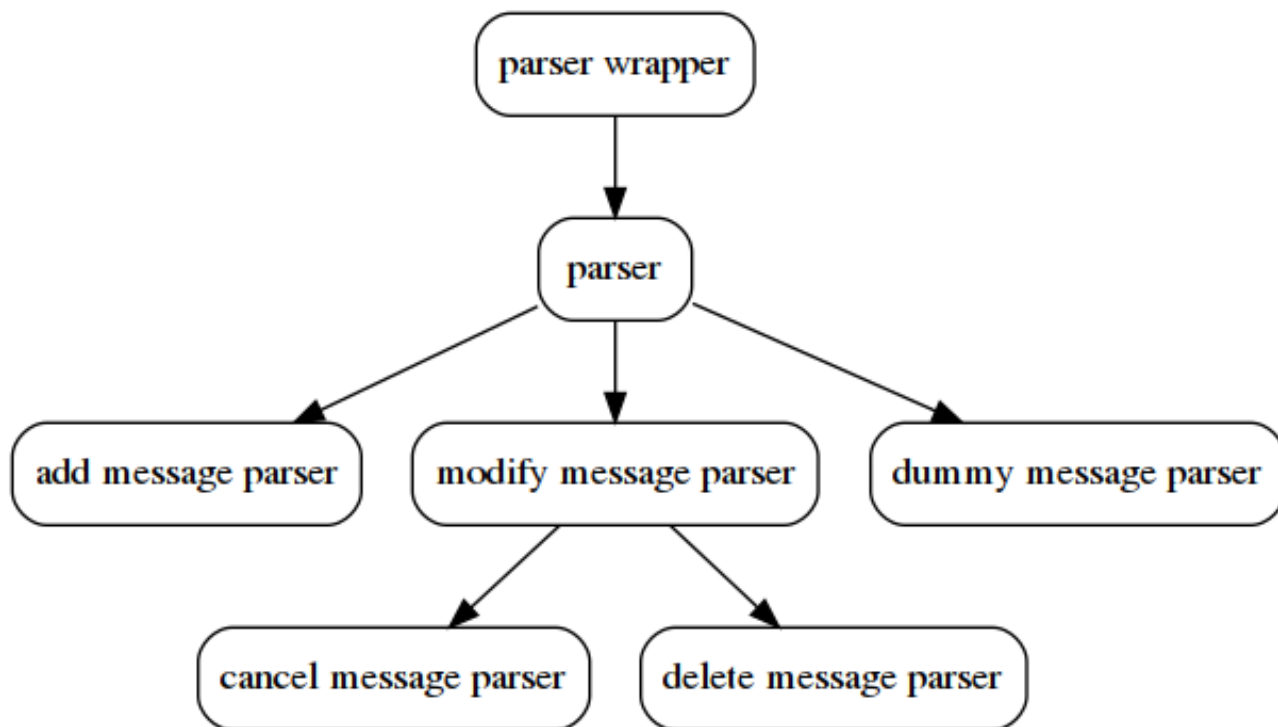 parser wrapper
parser
add message parser
modify message parser
dummy message parser
cancel message parser
delete message parser